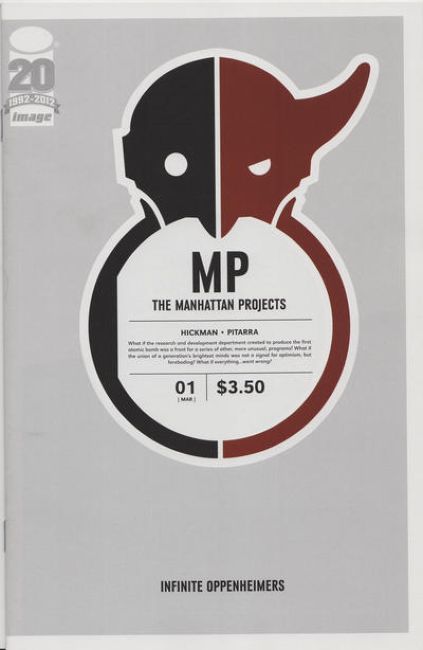 20
1992-2012
image
MP
THE MANHATTAN PROJECTS
HICKMAN • PITARRA
What if the research and development department created to produce the first
atomic bomb was a front for a series of other, more unusual, programs? What if
the union of a generation's brightest minds was not a signal for optimism, but
foreboding? What if everything...went wrong?
01
| MAR |
$3.50
INFINITE OPPENHEIMERS